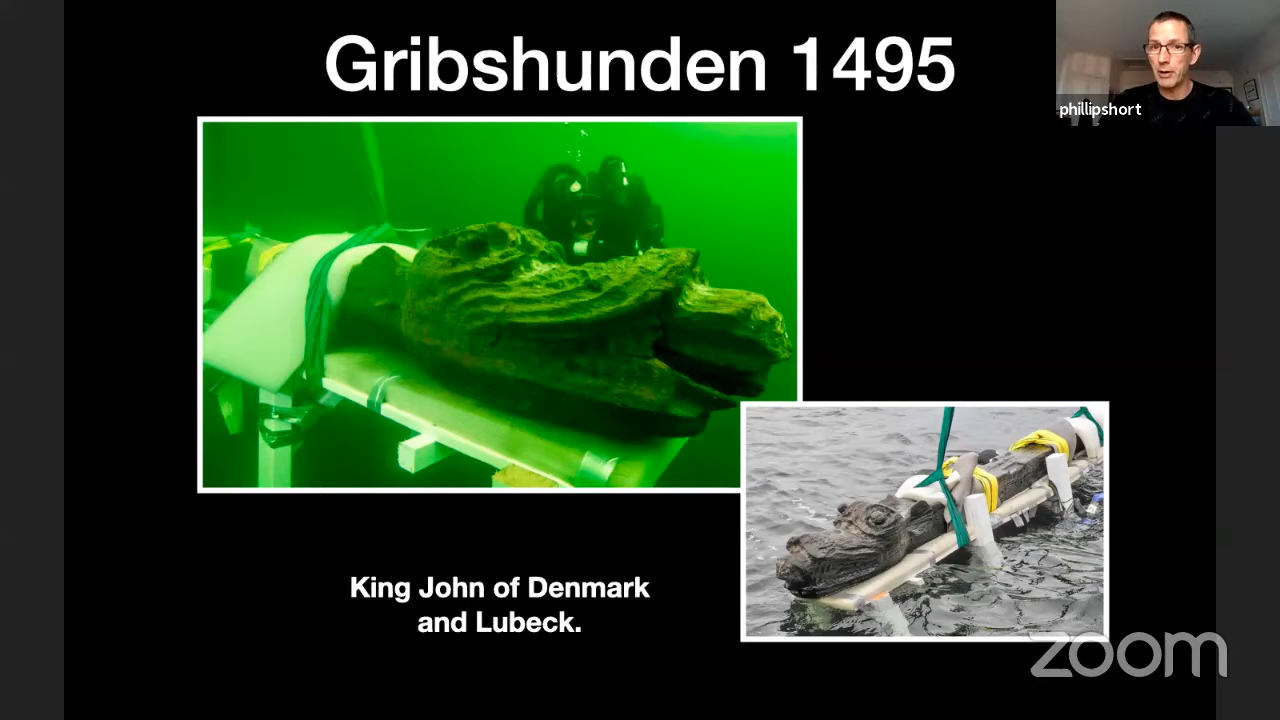 Gribshunden 1495
phillipshort
King John of Denmark
and Lubeck.
zoom